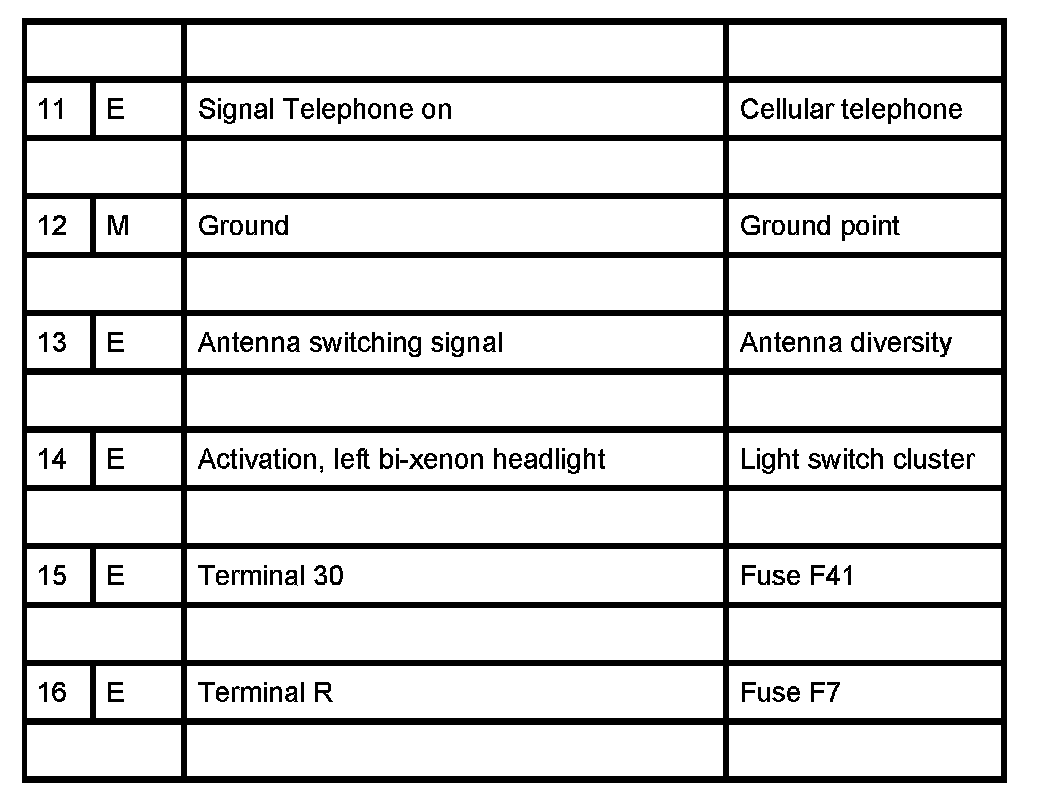 11 E Signal Telephone on Cellular telephone
12 M Ground Ground point
13 E Antenna switching signal Antenna diversity
14 E Activation, left bi-xenon headlight Light switch cluster
15 E Terminal 30 Fuse F41
16 E Terminal R Fuse F7